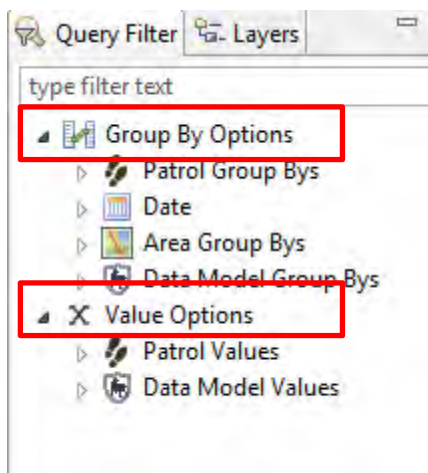 Query Filter Layers
type filter text
Group By Options
Patrol Group Bys
Date
Area Group Bys
Data Model Group Bys
Value Options
Patrol Values
Data Model Values